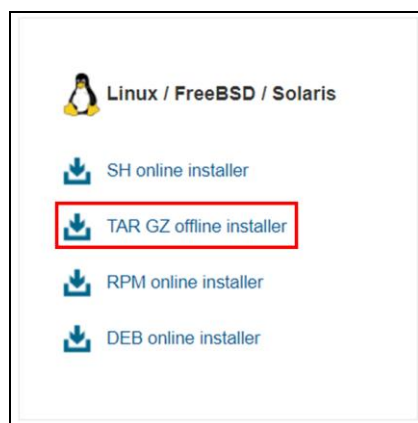 Linux / FreeBSD / Solaris
SH online installer
TAR GZ offline installer
RPM online installer
DEB online installer